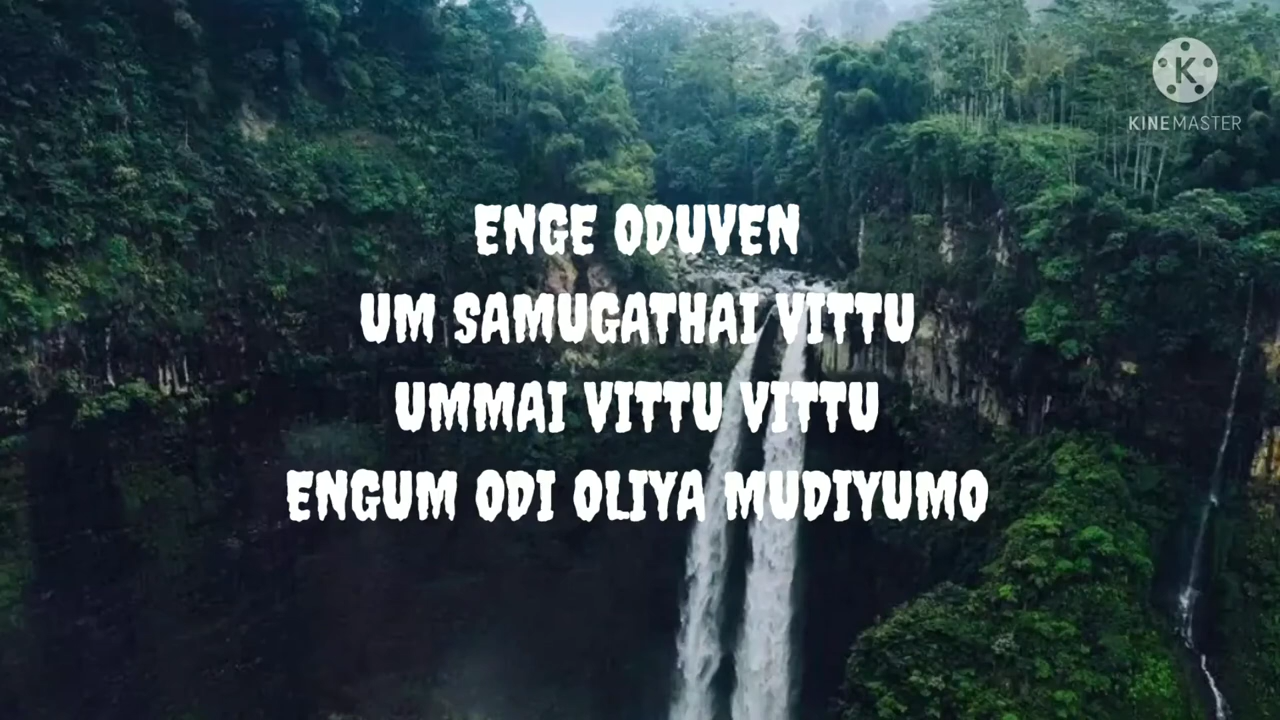 K
KINEMASTER
ENGE ODUVEN
UM SAMUGATHAI VITTU
UMMAI VITTU VITTU
ENGUM ODI OLIYA MUDIYUMO